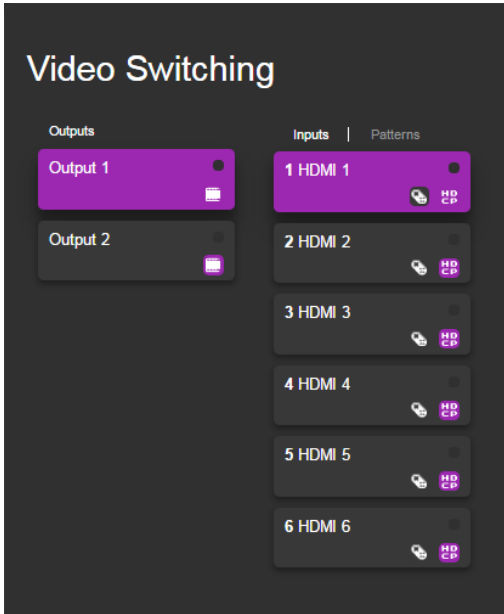 Video Switching
Outputs
Inputs | Patterns
Output 1
1 HDMI 1
HD
CP
Output 2
2 HDMI 2
HD
CP
3 HDMI 3
HD
CP
4 HDMI 4
HD
CP
5 HDMI 5
HD
CP
6 HDMI 6
HD
CP